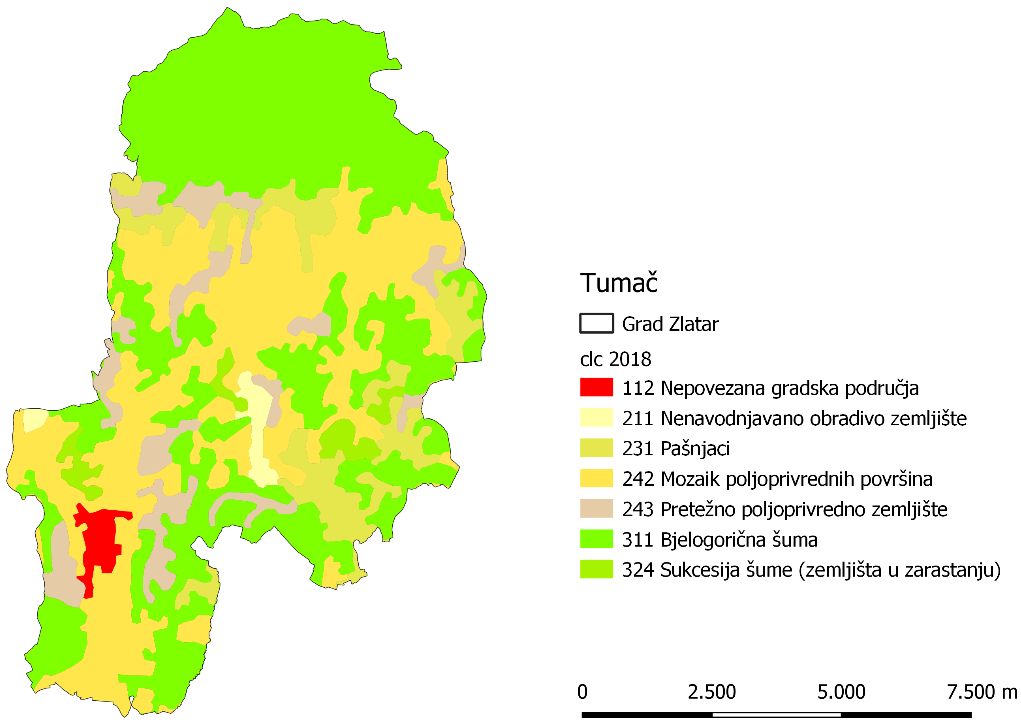 Tumač
Grad Zlatar
clc 2018
112 Nepovezana gradska područja
211 Nenavodnjavano obradivo zemljište
231 Pašnjaci
242 Mozaik poljoprivrednih površina
243 Pretežno poljoprivredno zemljište
311 Bjelogorična šuma
324 Sukcesija šume (zemljišta u zarastanju)
0 2.500 5.000 7.500 m